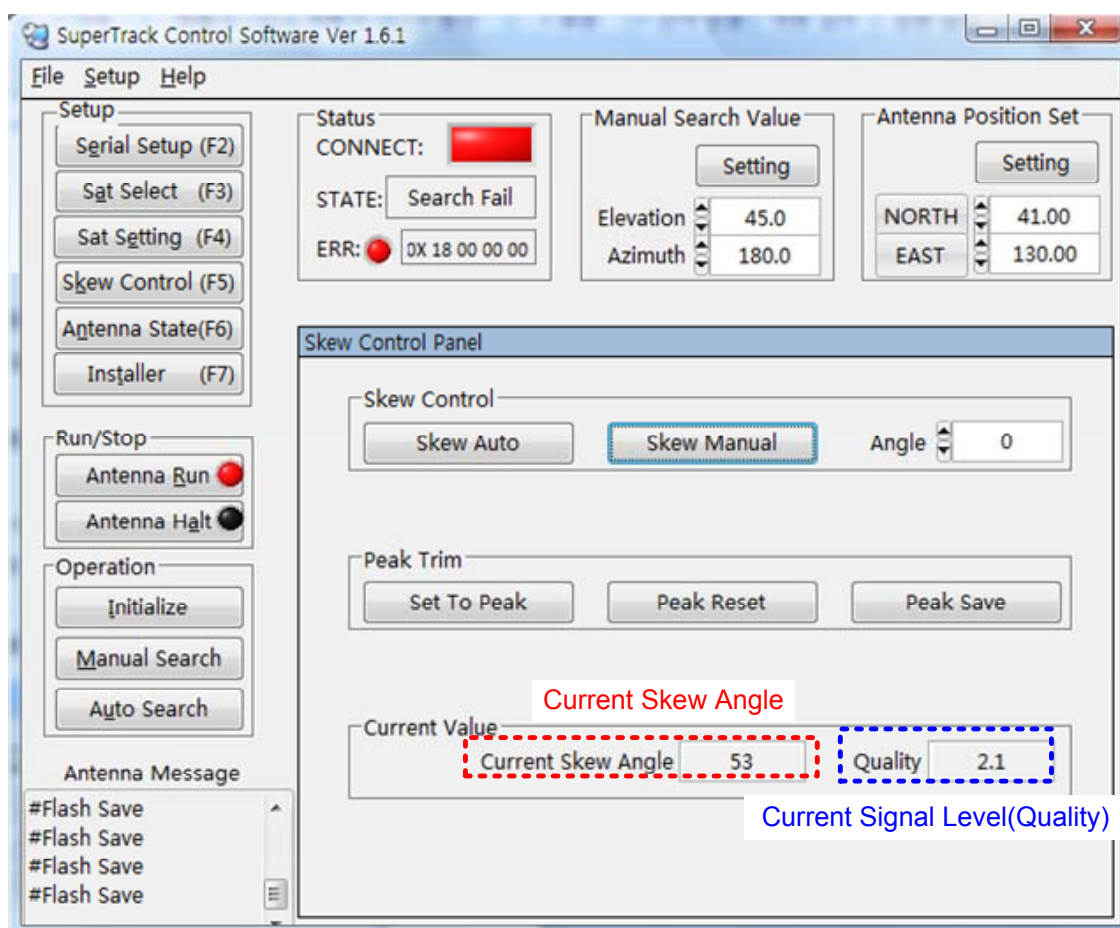 SuperTrack Control Software Ver 1.6.1
File Setup Help
Setup
Serial Setup (F2)
Sat Select (F3)
Sat Setting (F4)
Skew Control (F5)
Antenna State(F6)
Installer (F7)
Run/Stop
Antenna Run
Antenna Halt
Operation
Initialize
Manual Search
Auto Search
Antenna Message
#Flash Save
#Flash Save
#Flash Save
#Flash Save
Status
CONNECT:
STATE: Search Fail
ERR: 0X 18 00 00 00
Manual Search Value
Setting
Elevation 45.0
Azimuth 180.0
Antenna Position Set
Setting
NORTH 41.00
EAST 130.00
Skew Control Panel
Skew Control
Skew Auto Skew Manual Angle 0
Peak Trim
Set To Peak Peak Reset Peak Save
Current Skew Angle
Current Value
Current Skew Angle 53 Quality 2.1
Current Signal Level(Quality)